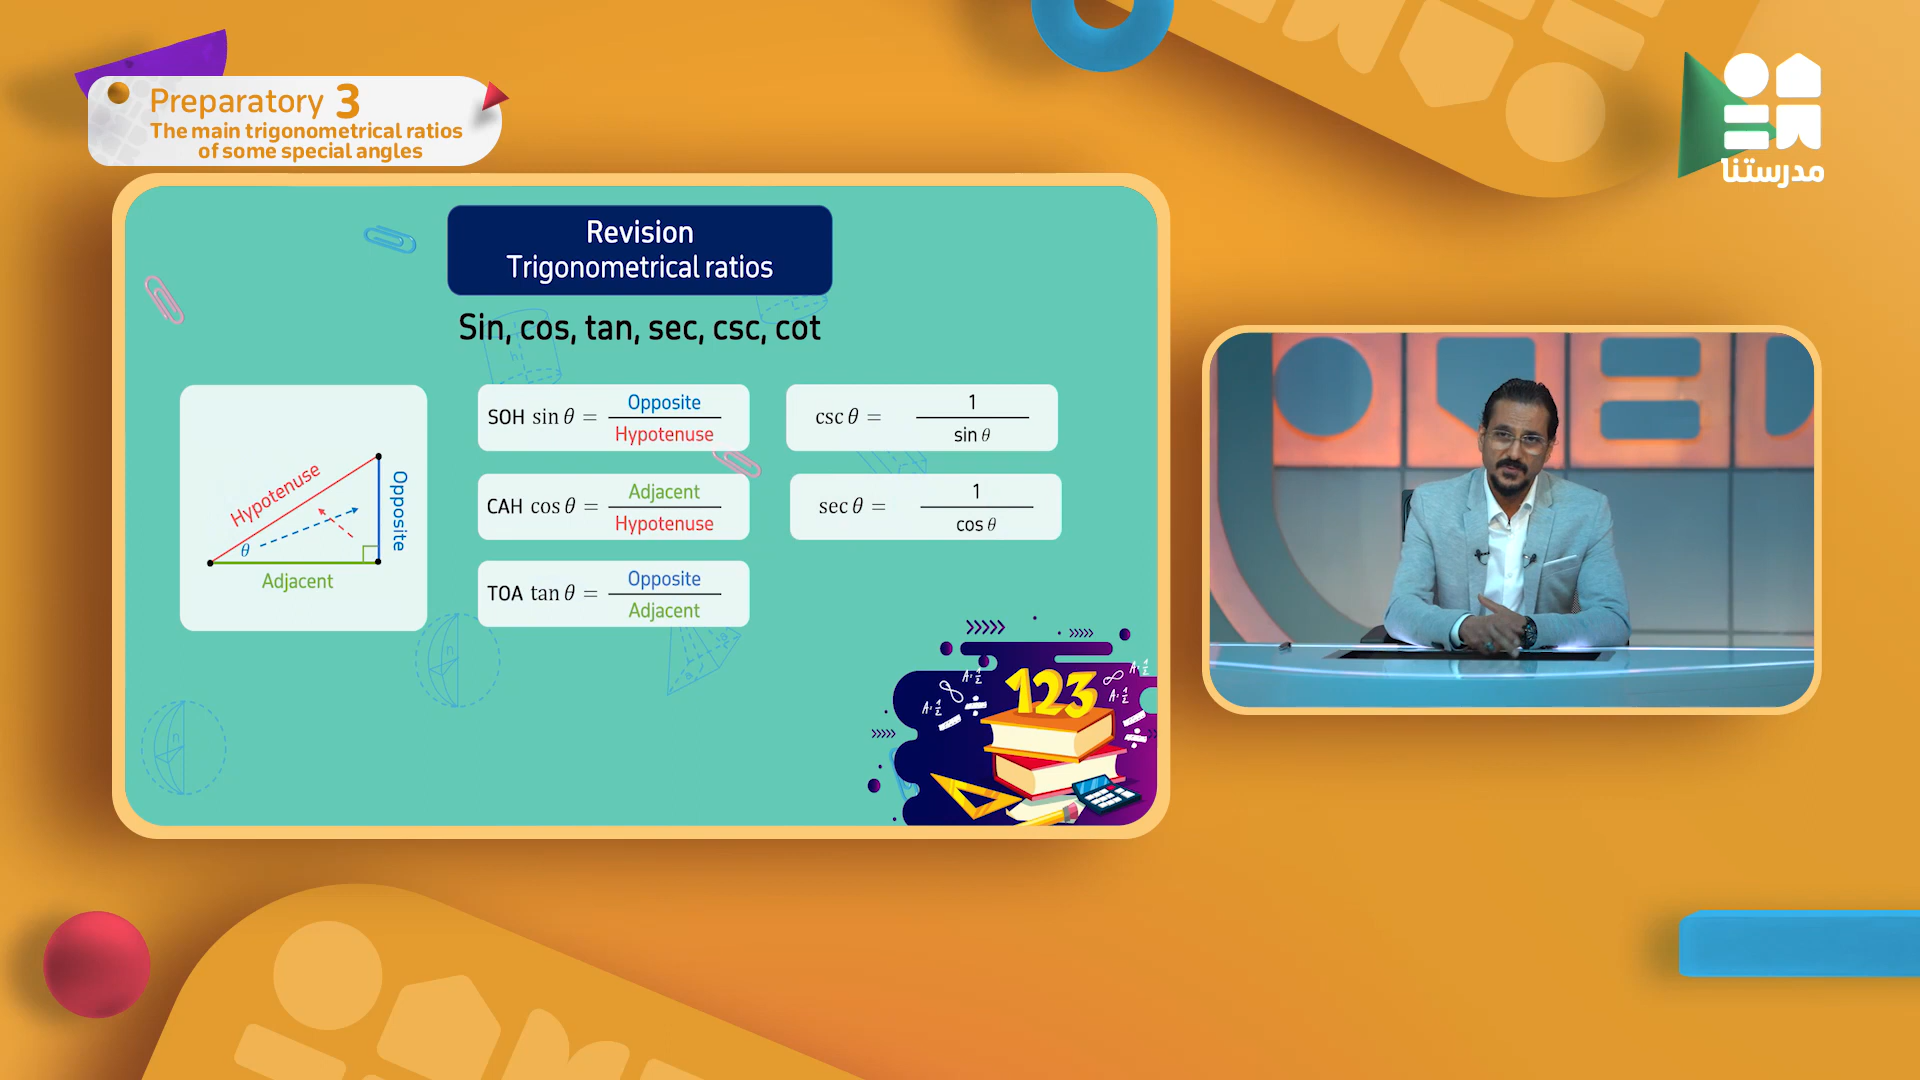 Preparatory 3
The main trigonometrical ratios
of some special angles
مدرستنا
Revision
Trigonometrical ratios
Sin, cos, tan, sec, csc, cot
Hypotenuse
Opposite
θ
Adjacent
SOH sin θ = Opposite / Hypotenuse
csc θ = 1 / sin θ
CAH cos θ = Adjacent / Hypotenuse
sec θ = 1 / cos θ
TOA tan θ = Opposite / Adjacent
123